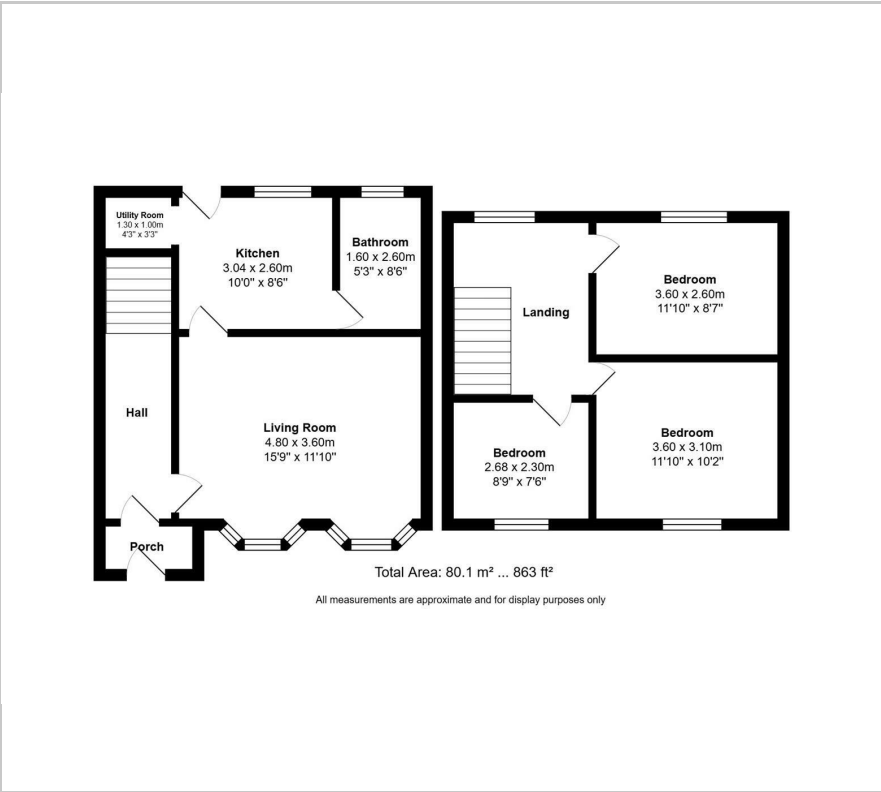 Utility Room
1.30 x 1.00m
4'3" x 3'3"
Kitchen
3.04 x 2.60m
10'0" x 8'6"
Bathroom
1.60 x 2.60m
5'3" x 8'6"
Hall
Living Room
4.80 x 3.60m
15'9" x 11'10"
Porch
Landing
Bedroom
3.60 x 2.60m
11'10" x 8'7"
Bedroom
2.68 x 2.30m
8'9" x 7'6"
Bedroom
3.60 x 3.10m
11'10" x 10'2"
Total Area: 80.1 m² ... 863 ft²
All measurements are approximate and for display purposes only